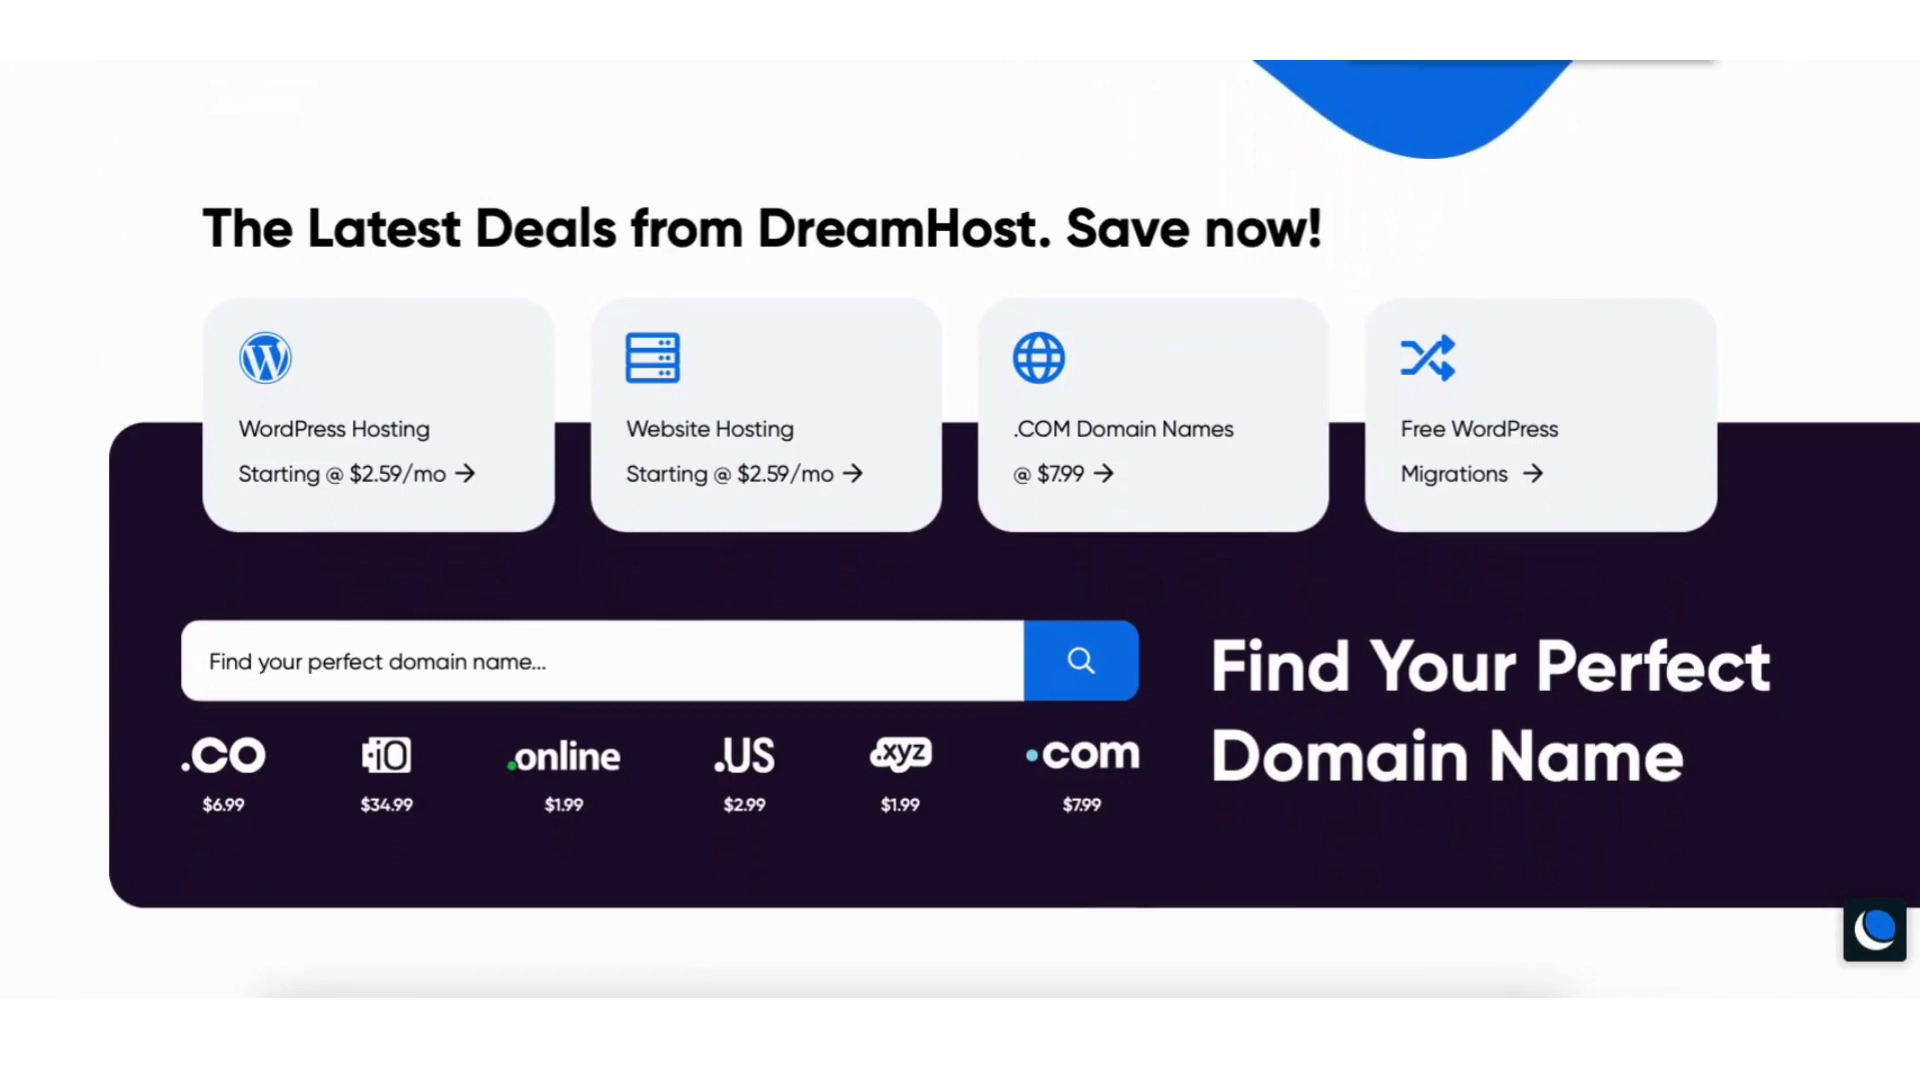 The Latest Deals from DreamHost. Save now!
WordPress Hosting
Starting @ $2.59/mo →
Website Hosting
Starting @ $2.59/mo →
.COM Domain Names
@ $7.99 →
Free WordPress
Migrations →
Find your perfect domain name...
.CO
$6.99
.iO
$34.99
.online
$1.99
.US
$2.99
.xyz
$1.99
.com
$7.99
Find Your Perfect
Domain Name